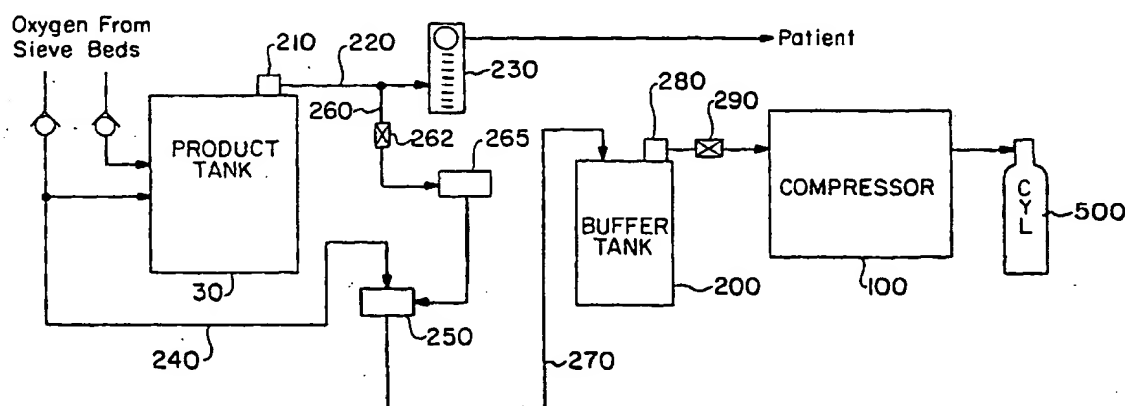 Oxygen From
Sieve Beds
210
220
230
Patient
260
262
265
280
290
PRODUCT
TANK
30
240
250
270
BUFFER
TANK
200
COMPRESSOR
100
CYL
500